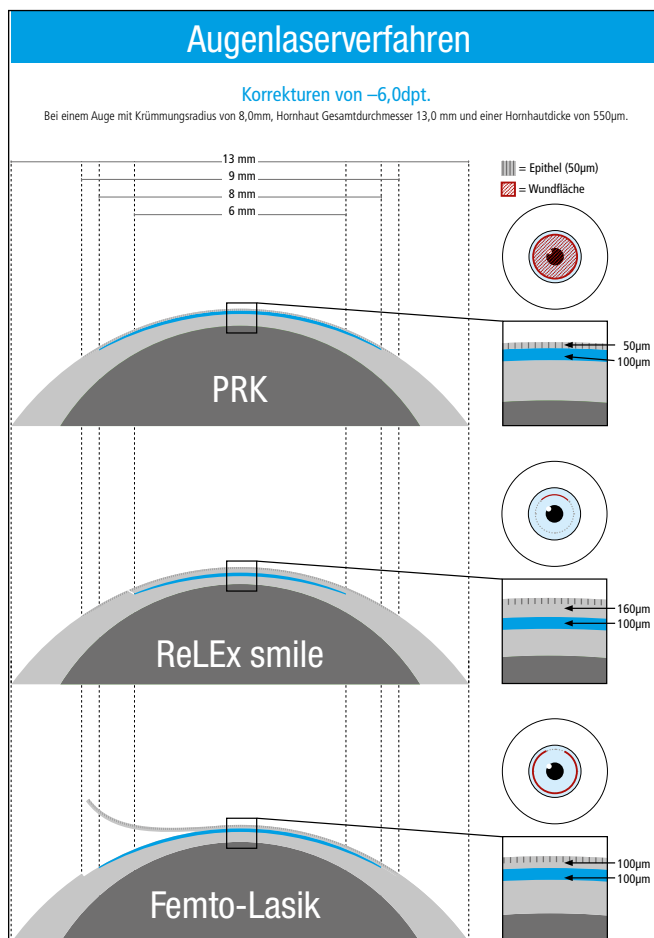 Augenlaserverfahren
Korrekturen von –6,0dpt.
Bei einem Auge mit Krümmungsradius von 8,0mm, Hornhaut Gesamtdurchmesser 13,0 mm und einer Hornhautdicke von 550µm.
13 mm
9 mm
8 mm
6 mm
= Epithel (50µm)
= Wundfläche
PRK
50µm
100µm
ReLEx smile
160µm
100µm
Femto-Lasik
100µm
100µm